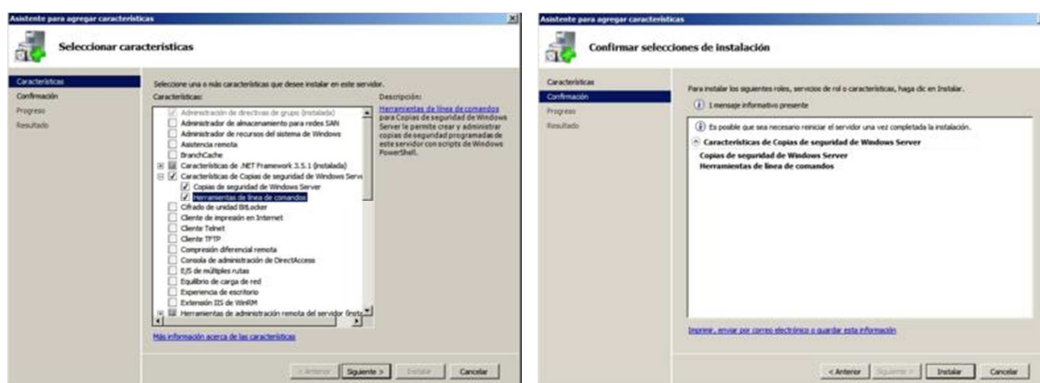 Asistente para agregar características
Seleccionar características
Características
Confirmación
Progreso
Resultado
Seleccione una o más características que desee instalar en este servidor.
Características:
Administración de directivas de grupo (instalada)
Administrador de almacenamiento para redes SAN
Administrador de recursos del sistema de Windows
Asistencia remota
BranchCache
Características de .NET Framework 3.5.1 (instalada)
Características de Copias de seguridad de Windows Serve
Copias de seguridad de Windows Server
Herramientas de línea de comandos
Cifrado de unidad BitLocker
Cliente de impresión en Internet
Cliente Telnet
Cliente TFTP
Compresión diferencial remota
Consola de administración de DirectAccess
E/S de múltiples rutas
Equilibrio de carga de red
Experiencia de escritorio
Extensión IIS de WinRM
Herramientas de administración remota del servidor (insta
Descripción:
Herramientas de línea de comandos
para Copias de seguridad de Windows
Server le permite crear y administrar
copias de seguridad programadas de
este servidor con scripts de Windows
PowerShell.
Más información acerca de las características
< Anterior
Siguiente >
Instalar
Cancelar
Asistente para agregar características
Confirmar selecciones de instalación
Características
Confirmación
Progreso
Resultado
Para instalar los siguientes roles, servicios de rol o características, haga clic en Instalar.
1 mensaje informativo presente
Es posible que sea necesario reiniciar el servidor una vez completada la instalación.
Características de Copias de seguridad de Windows Server
Copias de seguridad de Windows Server
Herramientas de línea de comandos
Imprimir, enviar por correo electrónico o guardar esta información
< Anterior
Siguiente >
Instalar
Cancelar